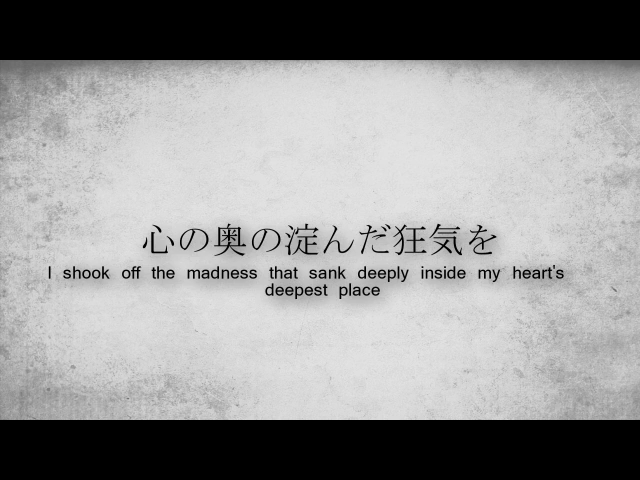 心の奥の淀んだ狂気を
I shook off the madness that sank deeply inside my heart's
deepest place